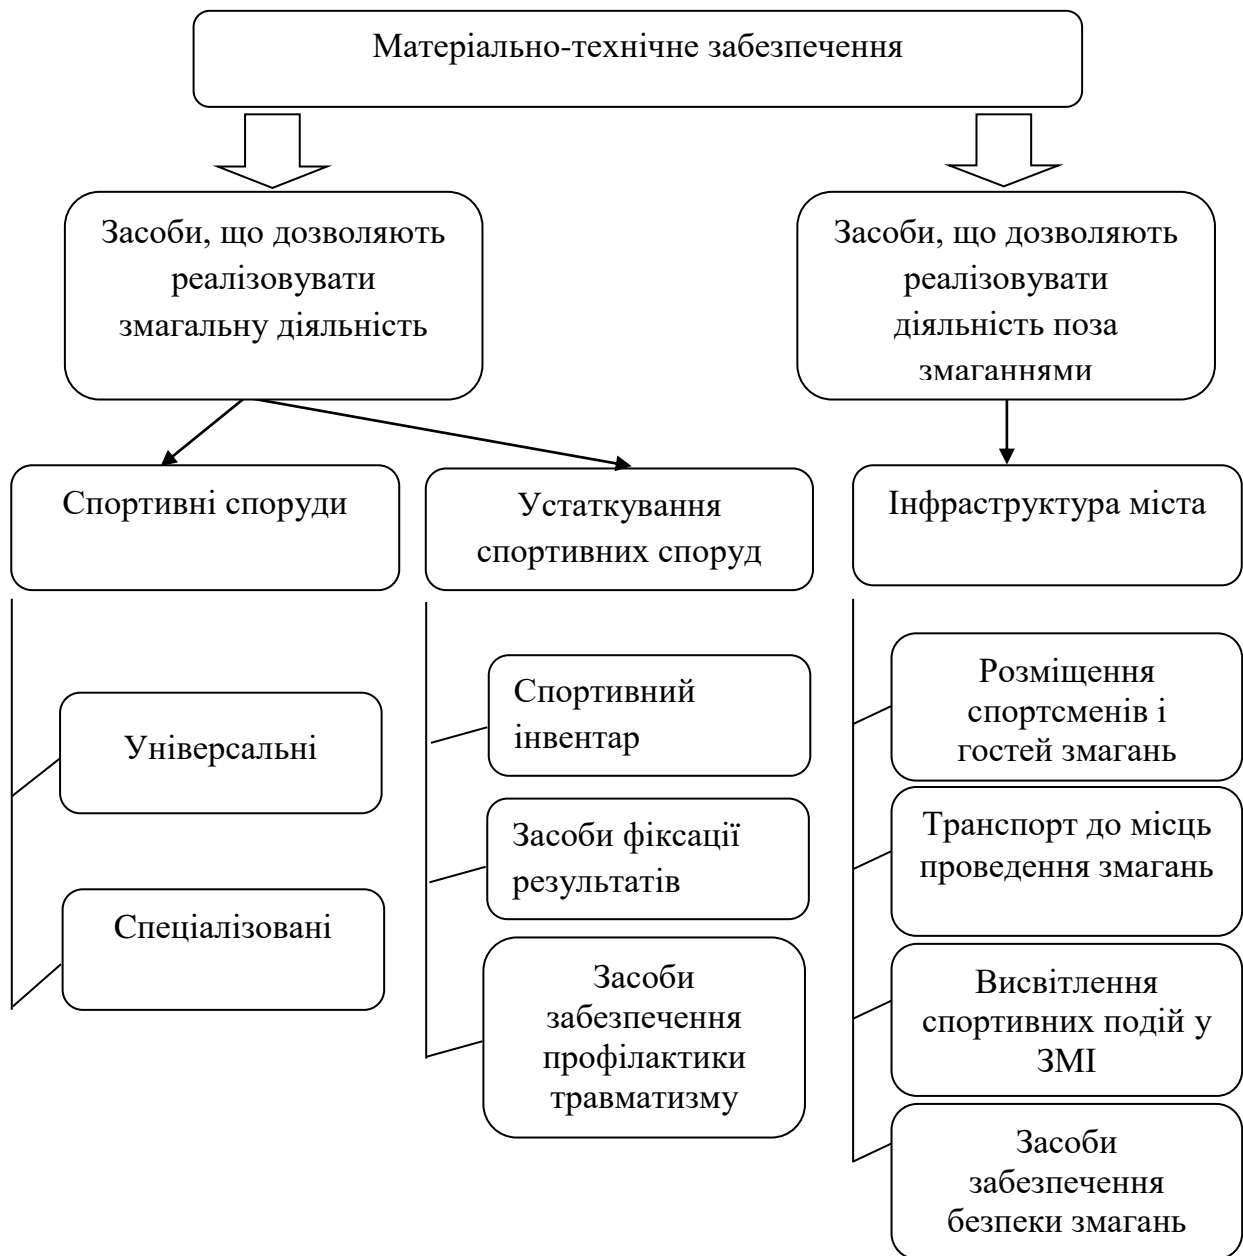 Матеріально-технічне забезпечення
Засоби, що дозволяють
реалізовувати
змагальну діяльність
Засоби, що дозволяють
реалізовувати
діяльність поза
змаганнями
Спортивні споруди
Устаткування
спортивних споруд
Інфраструктура міста
Універсальні
Спеціалізовані
Спортивний
інвентар
Засоби фіксації
результатів
Засоби
забезпечення
профілактики
травматизму
Розміщення
спортсменів і
гостей змагань
Транспорт до місць
проведення змагань
Висвітлення
спортивних подій у
ЗМІ
Засоби
забезпечення
безпеки змагань